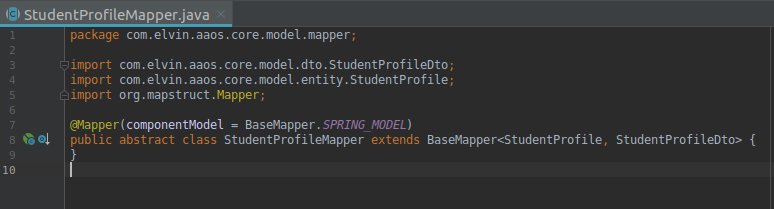 StudentProfileMapper.java
1 package com.elvin.aaos.core.model.mapper;
2
3 import com.elvin.aaos.core.model.dto.StudentProfileDto;
4 import com.elvin.aaos.core.model.entity.StudentProfile;
5 import org.mapstruct.Mapper;
6
7 @Mapper(componentModel = BaseMapper.SPRING_MODEL)
8 public abstract class StudentProfileMapper extends BaseMapper<StudentProfile, StudentProfileDto> {
9 }
10